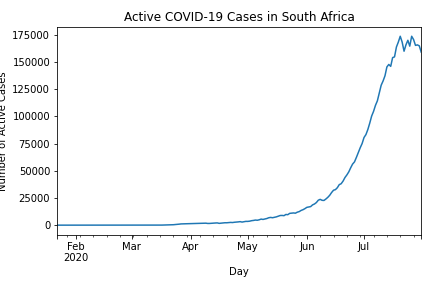 Active COVID-19 Cases in South Africa
175000
150000
125000
100000
75000
50000
25000
0
Number of Active Cases
Feb
2020
Mar
Apr
May
Jun
Jul
Day